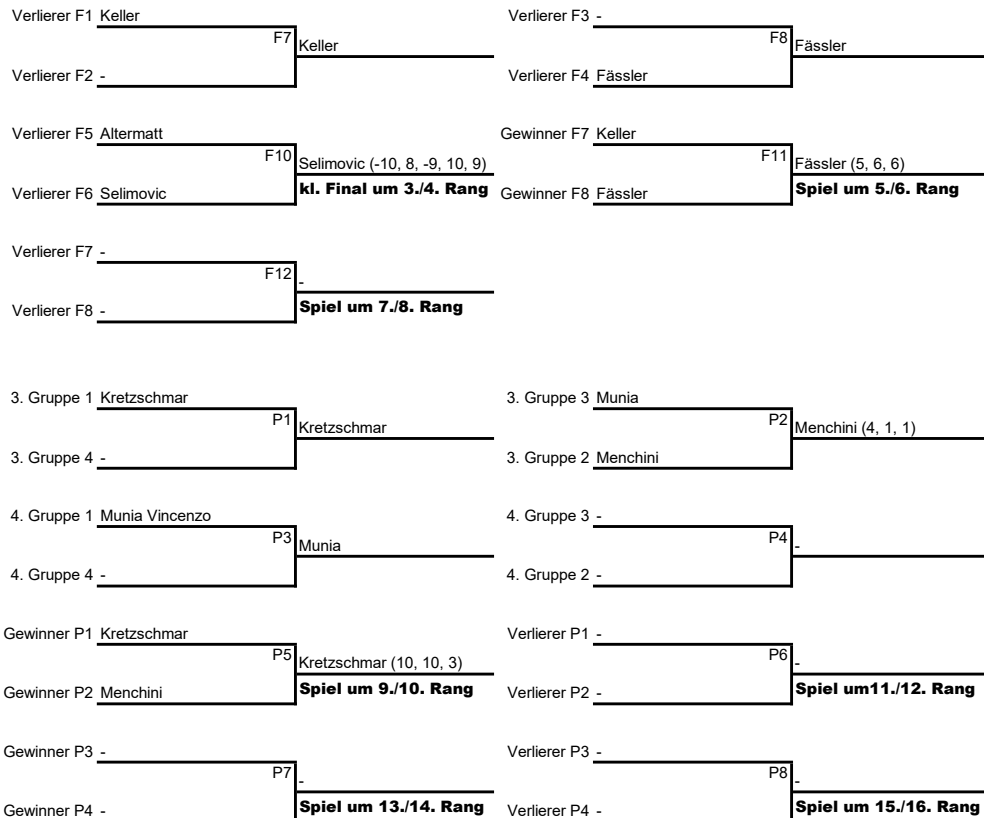 Verlierer F1 Keller
F7
Keller
Verlierer F2 -
Verlierer F3 -
F8
Fässler
Verlierer F4 Fässler
Verlierer F5 Altermatt
F10
Selimovic (-10, 8, -9, 10, 9)
Verlierer F6 Selimovic
kl. Final um 3./4. Rang
Gewinner F7 Keller
F11
Fässler (5, 6, 6)
Gewinner F8 Fässler
Spiel um 5./6. Rang
Verlierer F7 -
F12
-
Verlierer F8 -
Spiel um 7./8. Rang
3. Gruppe 1 Kretzschmar
P1
Kretzschmar
3. Gruppe 4 -
3. Gruppe 3 Munia
P2
Menchini (4, 1, 1)
3. Gruppe 2 Menchini
4. Gruppe 1 Munia Vincenzo
P3
Munia
4. Gruppe 4 -
4. Gruppe 3 -
P4
-
4. Gruppe 2 -
Gewinner P1 Kretzschmar
P5
Kretzschmar (10, 10, 3)
Gewinner P2 Menchini
Spiel um 9./10. Rang
Verlierer P1 -
P6
-
Verlierer P2 -
Spiel um11./12. Rang
Gewinner P3 -
P7
-
Gewinner P4 -
Spiel um 13./14. Rang
Verlierer P3 -
P8
-
Verlierer P4 -
Spiel um 15./16. Rang